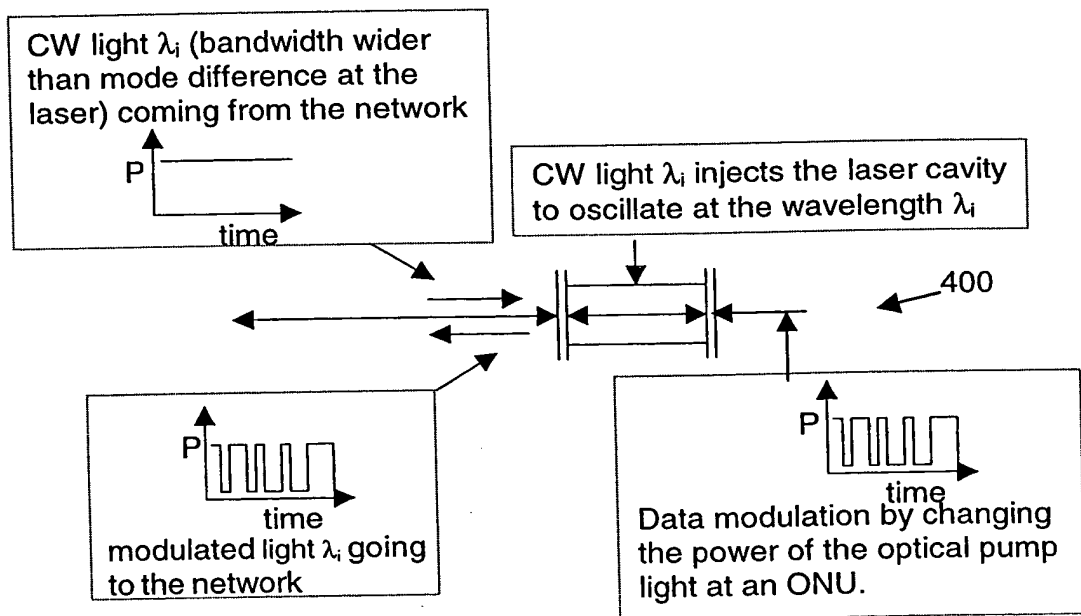 CW light λi (bandwidth wider
than mode difference at the
laser) coming from the network
P
time
CW light λi injects the laser cavity
to oscillate at the wavelength λi
400
P
time
modulated light λi going
to the network
P
time
Data modulation by changing
the power of the optical pump
light at an ONU.